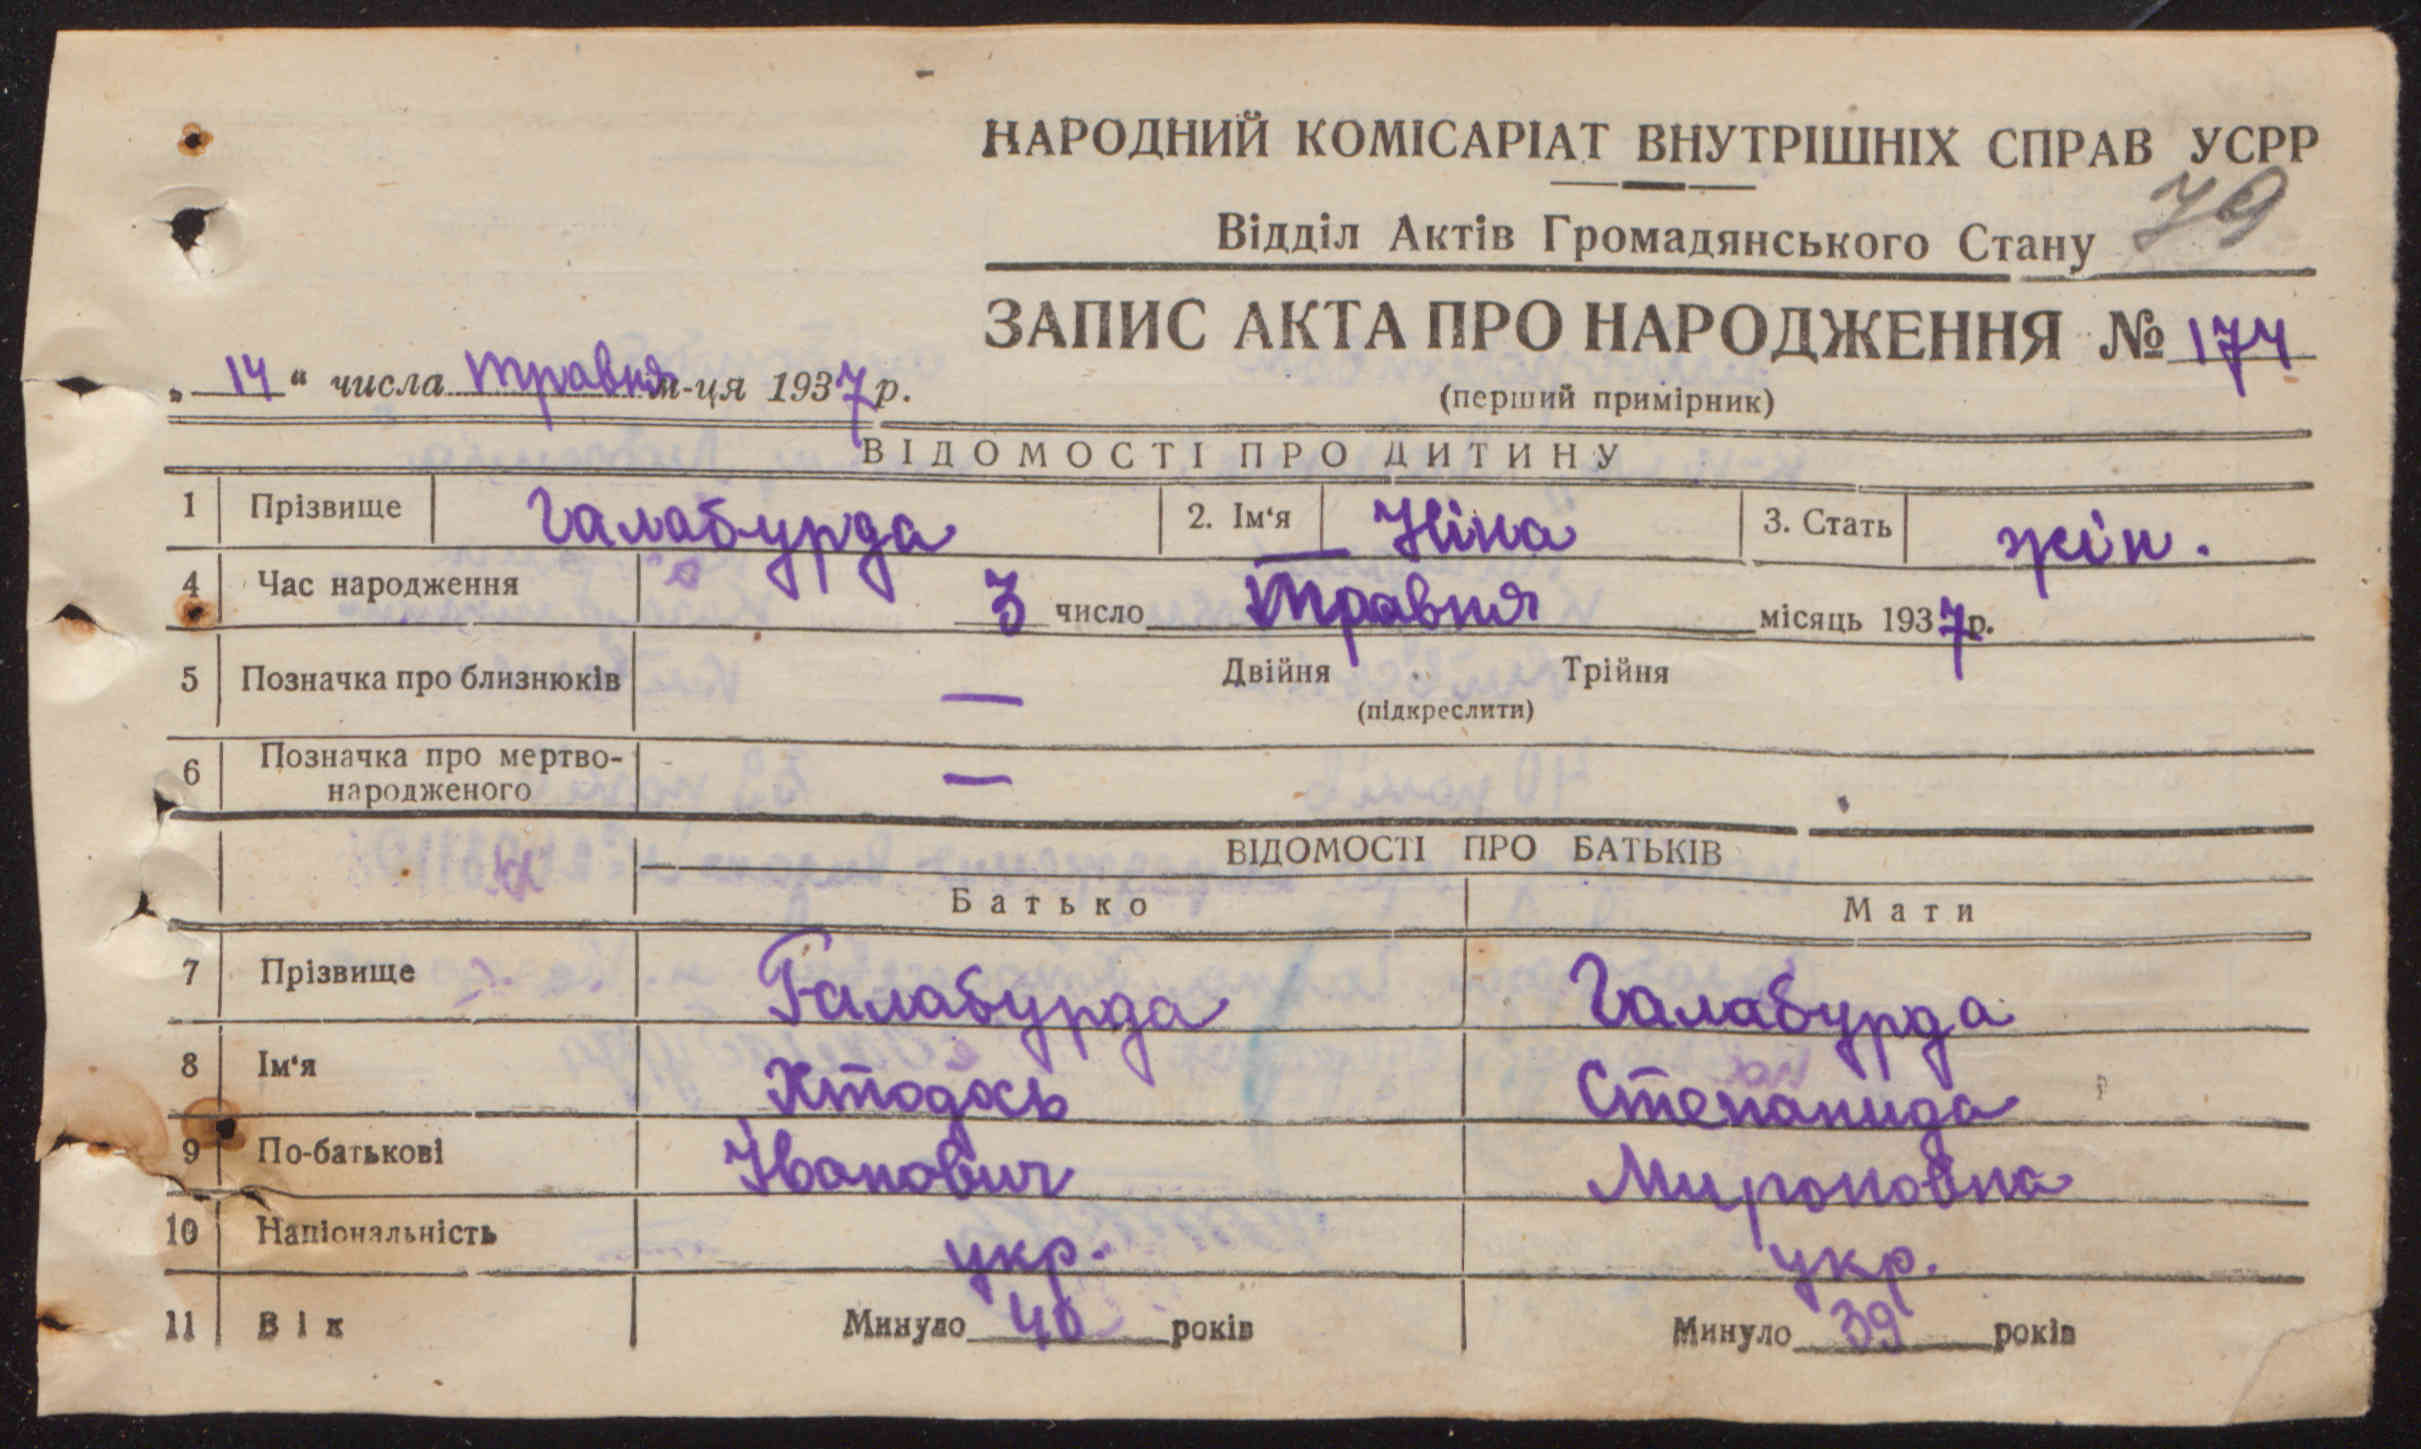 НАРОДНИЙ КОМІСАРІАТ ВНУТРІШНІХ СПРАВ УСРР
79
Відділ Актів Громадянського Стану
ЗАПИС АКТА ПРО НАРОДЖЕННЯ № 174
„ 14 “ числа травня м-ця 1937 р.
(перший примірник)
ВІДОМОСТІ ПРО ДИТИНУ
1 Прізвище Галабурда 2. Ім‘я Ніна 3. Стать жін.
4 Час народження 3 число травня місяць 1937р.
5 Позначка про близнюків — Двійня Трійня
(підкреслити)
6 Позначка про мертво-
народженого —
ВІДОМОСТІ ПРО БАТЬКІВ
Батько Мати
7 Прізвище Галабурда Галабурда
8 Ім‘я Хтодось Степанида
9 По-батькові Іванович Мироновна
10 Національність укр. укр.
11 Вік Минуло 40 років Минуло 39 років